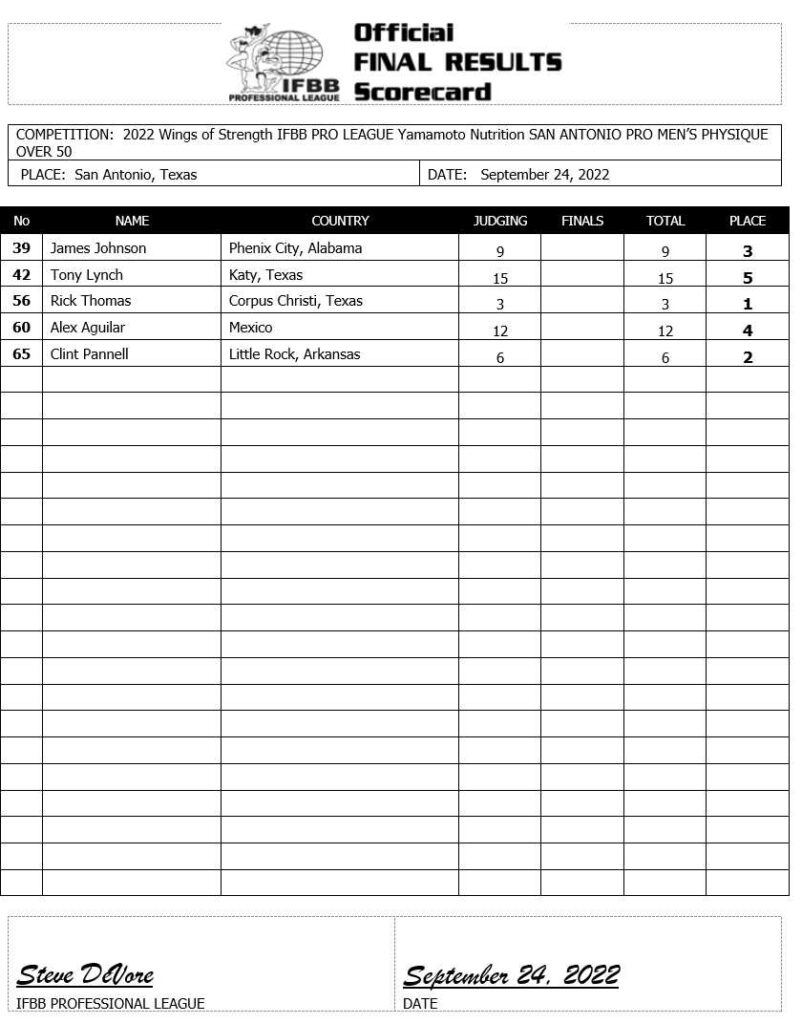 Official
FINAL RESULTS
Scorecard
IFBB
PROFESSIONAL LEAGUE
COMPETITION: 2022 Wings of Strength IFBB PRO LEAGUE Yamamoto Nutrition SAN ANTONIO PRO MEN'S PHYSIQUE
OVER 50
PLACE: San Antonio, Texas DATE: September 24, 2022
No NAME COUNTRY JUDGING FINALS TOTAL PLACE
39 James Johnson Phenix City, Alabama 9 9 3
42 Tony Lynch Katy, Texas 15 15 5
56 Rick Thomas Corpus Christi, Texas 3 3 1
60 Alex Aguilar Mexico 12 12 4
65 Clint Pannell Little Rock, Arkansas 6 6 2
Steve DeVore September 24, 2022
IFBB PROFESSIONAL LEAGUE DATE